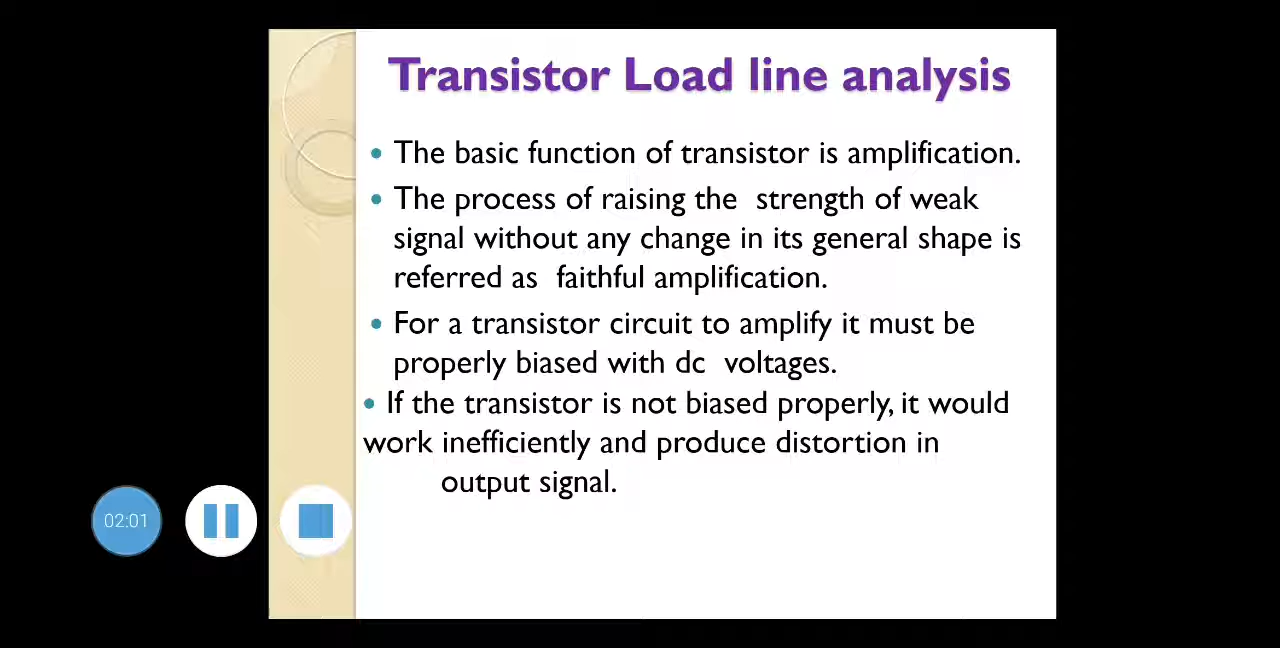 Transistor Load line analysis
• The basic function of transistor is amplification.
• The process of raising the strength of weak
signal without any change in its general shape is
referred as faithful amplification.
• For a transistor circuit to amplify it must be
properly biased with dc voltages.
• If the transistor is not biased properly, it would
work inefficiently and produce distortion in
output signal.
02:01